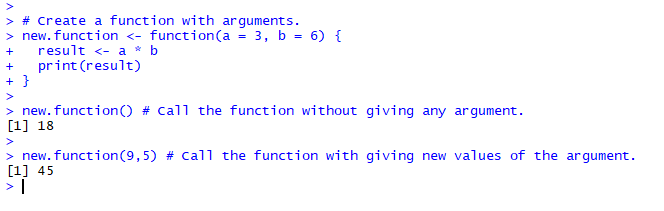 >
> # Create a function with arguments.
> new.function <- function(a = 3, b = 6) {
+   result <- a * b
+   print(result)
+ }
>
> new.function() # Call the function without giving any argument.
[1] 18
>
> new.function(9,5) # Call the function with giving new values of the argument.
[1] 45
>